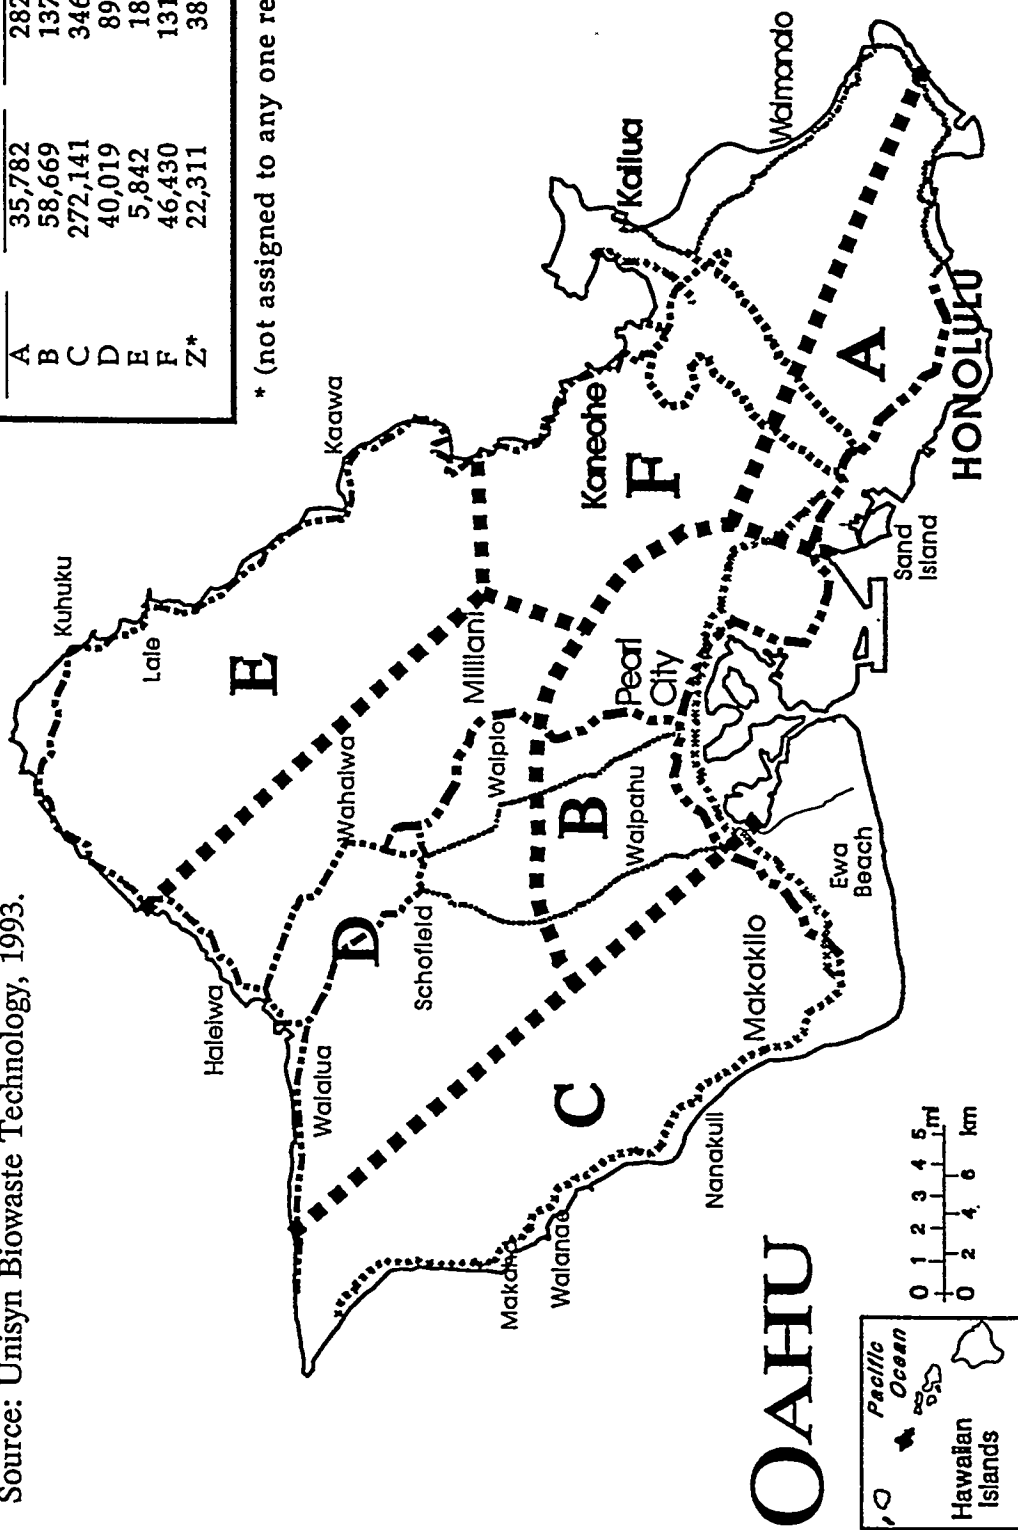 Source: Unisyn Biowaste Technology, 1993.
A 35,782 282
B 58,669 137
C 272,141 346
D 40,019 89
E 5,842 18
F 46,430 131
Z* 22,311 38
* (not assigned to any one re
Kuhuku
Laie
E
Kaawa
Haleiwa
Waialua
Wahaiwa
D
Schofield
Mililani
Waipio
Kaneohe
Kailua
Waimanalo
F
Makaha
Waianae
C
B
Waipahu
Pearl
City
Nanakuli
Makakilo
Ewa
Beach
A
Sand
Island
HONOLULU
OAHU
0 1 2 3 4 5 mi
0 2 4 6 km
Pacific
Ocean
Hawaiian
Islands